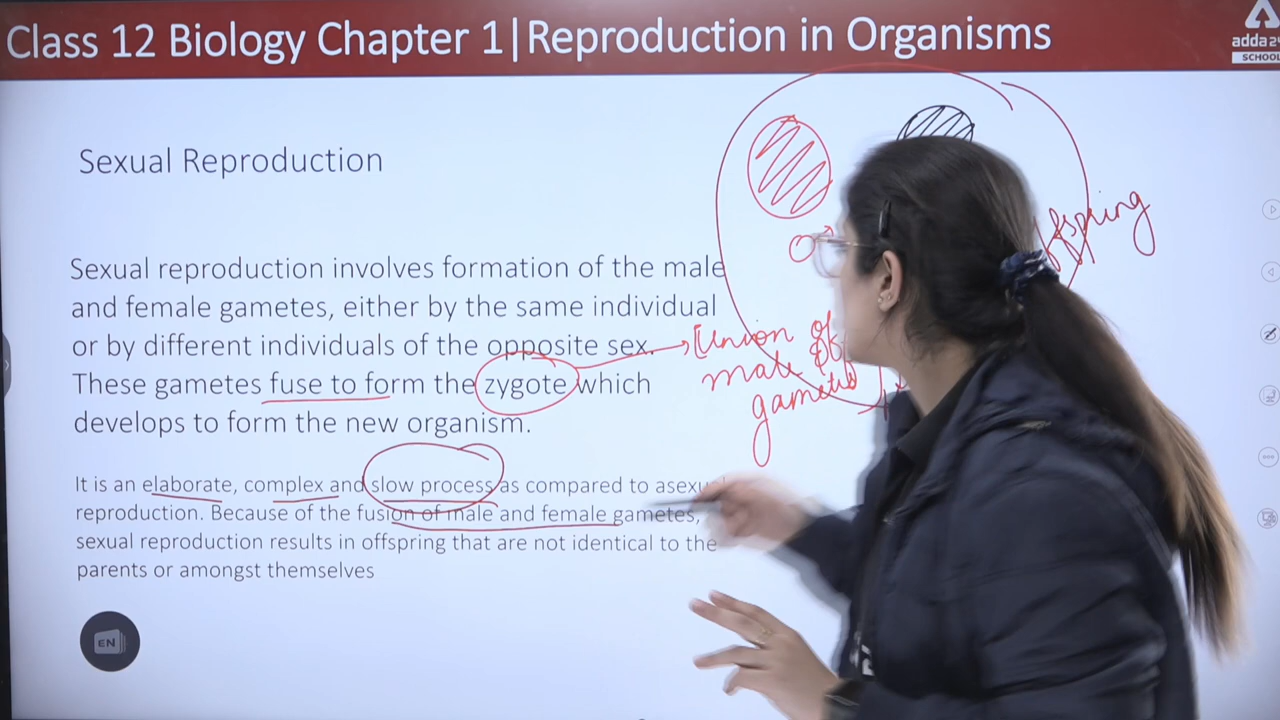 Class 12 Biology Chapter 1|Reproduction in Organisms
adda24
SCHOOL
Sexual Reproduction
offspring
Sexual reproduction involves formation of the male
and female gametes, either by the same individual
or by different individuals of the opposite sex.
These gametes fuse to form the zygote which
develops to form the new organism.
[Union of
male &
gametes
It is an elaborate, complex and slow process as compared to asexual
reproduction. Because of the fusion of male and female gametes,
sexual reproduction results in offspring that are not identical to the
parents or amongst themselves
EN